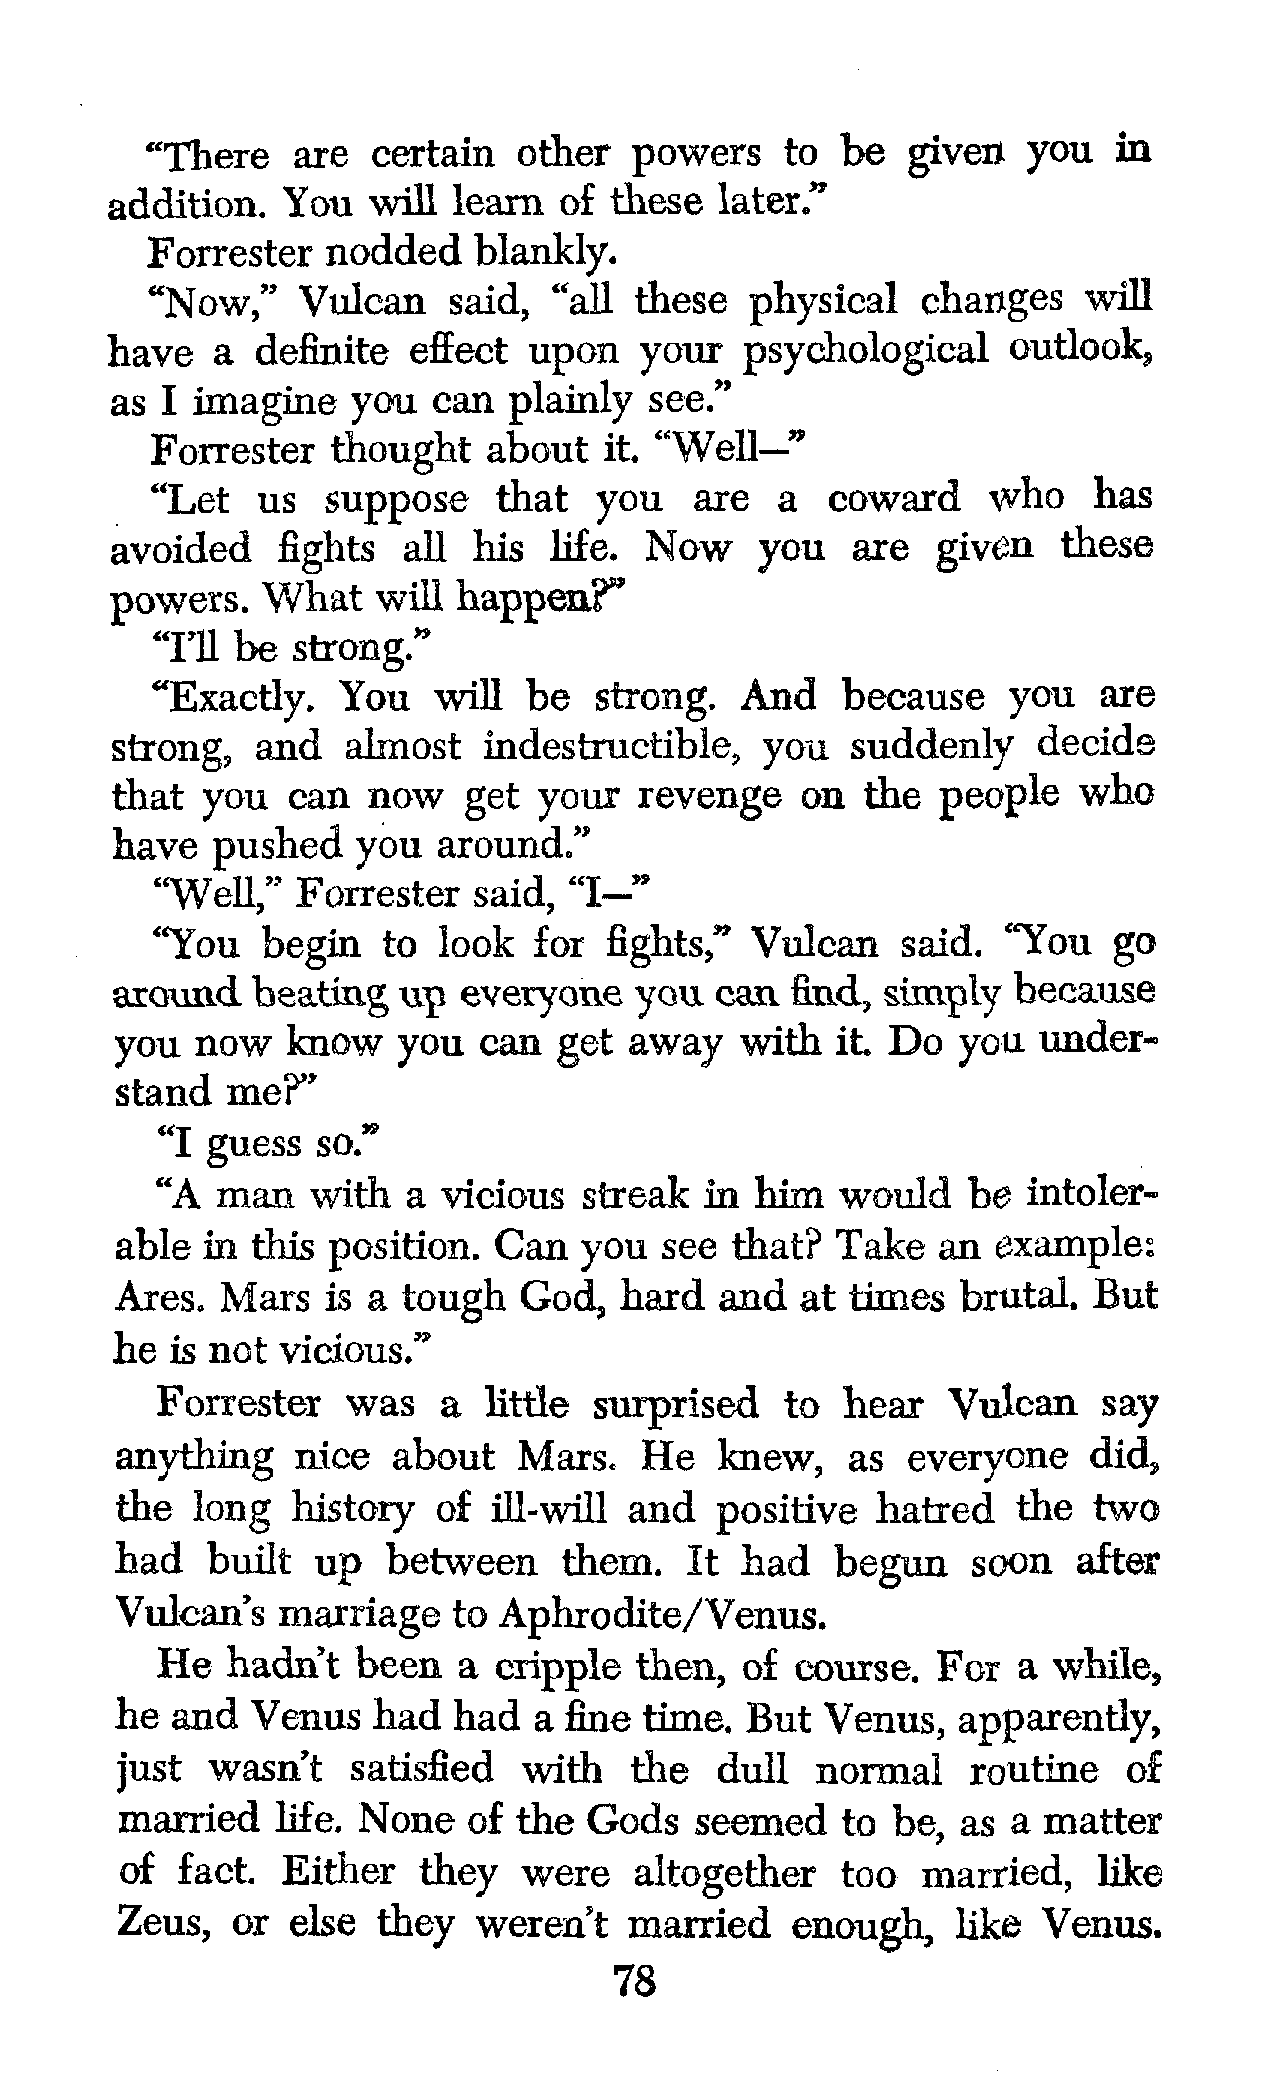 “There are certain other powers to be given you in
addition. You will learn of these later.”
Forrester nodded blankly.
“Now,” Vulcan said, “all these physical changes will
have a definite effect upon your psychological outlook,
as I imagine you can plainly see.”
Forrester thought about it. “Well—”
“Let us suppose that you are a coward who has
avoided fights all his life. Now you are given these
powers. What will happen?”
“I’ll be strong.”
“Exactly. You will be strong. And because you are
strong, and almost indestructible, you suddenly decide
that you can now get your revenge on the people who
have pushed you around.”
“Well,” Forrester said, “I—”
“You begin to look for fights,” Vulcan said. “You go
around beating up everyone you can find, simply because
you now know you can get away with it. Do you under-
stand me?”
“I guess so.”
“A man with a vicious streak in him would be intoler-
able in this position. Can you see that? Take an example:
Ares. Mars is a tough God, hard and at times brutal. But
he is not vicious.”
Forrester was a little surprised to hear Vulcan say
anything nice about Mars. He knew, as everyone did,
the long history of ill-will and positive hatred the two
had built up between them. It had begun soon after
Vulcan’s marriage to Aphrodite/Venus.
He hadn’t been a cripple then, of course. For a while,
he and Venus had had a fine time. But Venus, apparently,
just wasn’t satisfied with the dull normal routine of
married life. None of the Gods seemed to be, as a matter
of fact. Either they were altogether too married, like
Zeus, or else they weren’t married enough, like Venus.
78